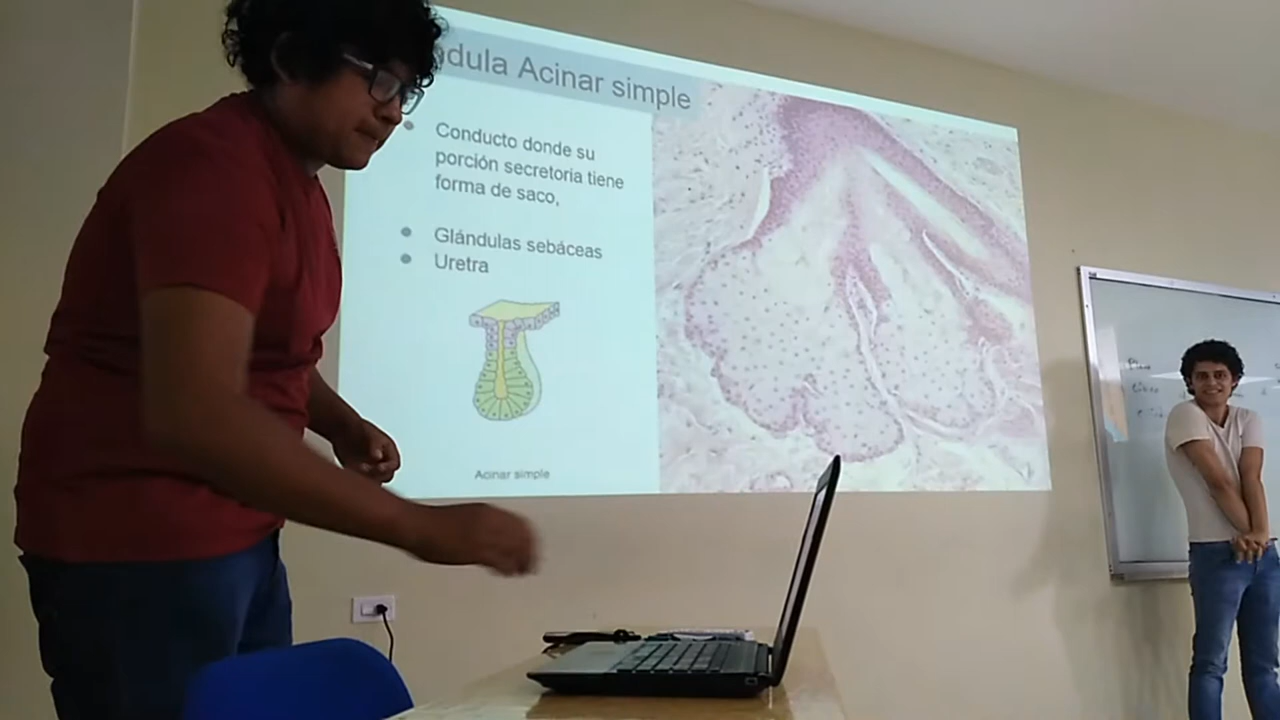 dula Acinar simple
Conducto donde su
porción secretoria tiene
forma de saco,
Glándulas sebáceas
Uretra
Acinar simple